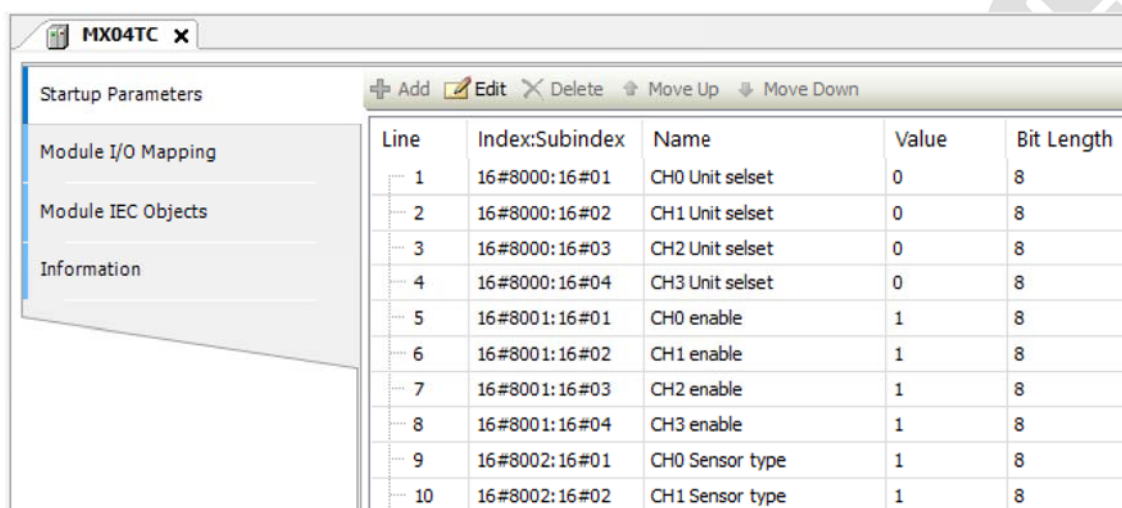 MX04TC
Startup Parameters
Module I/O Mapping
Module IEC Objects
Information
Add Edit Delete Move Up Move Down
Line Index:Subindex Name Value Bit Length
1 16#8000:16#01 CH0 Unit selset 0 8
2 16#8000:16#02 CH1 Unit selset 0 8
3 16#8000:16#03 CH2 Unit selset 0 8
4 16#8000:16#04 CH3 Unit selset 0 8
5 16#8001:16#01 CH0 enable 1 8
6 16#8001:16#02 CH1 enable 1 8
7 16#8001:16#03 CH2 enable 1 8
8 16#8001:16#04 CH3 enable 1 8
9 16#8002:16#01 CH0 Sensor type 1 8
10 16#8002:16#02 CH1 Sensor type 1 8